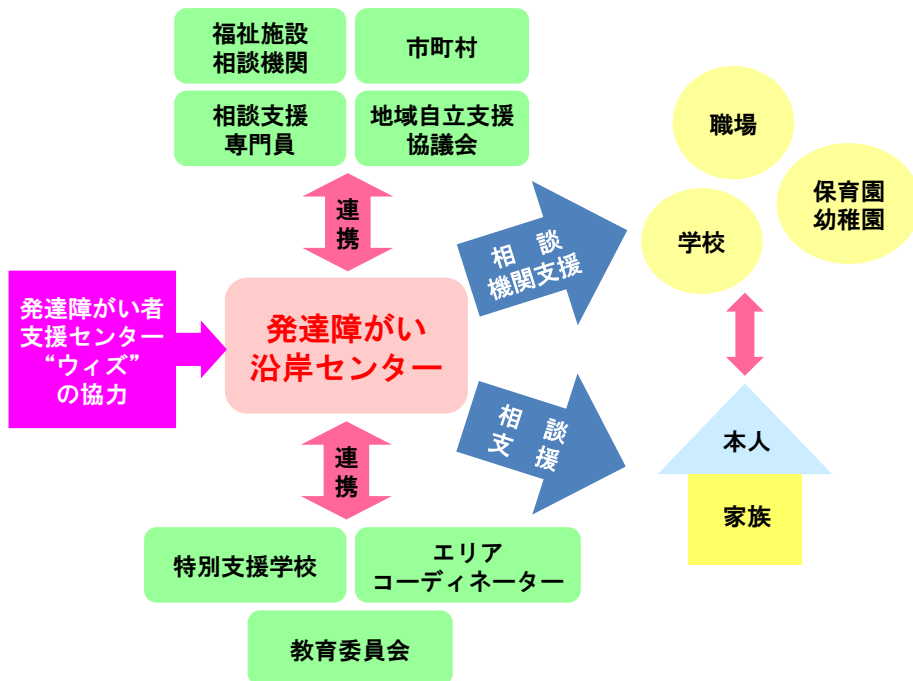 福祉施設
相談機関
市町村
相談支援
専門員
地域自立支援
協議会
職場
保育園
幼稚園
学校
連
携
相　談
機関支援
発達障がい者
支援センター
“ウィズ”
の協力
発達障がい
沿岸センター
相　談
支　援
本人
家族
連
携
特別支援学校
エリア
コーディネーター
教育委員会